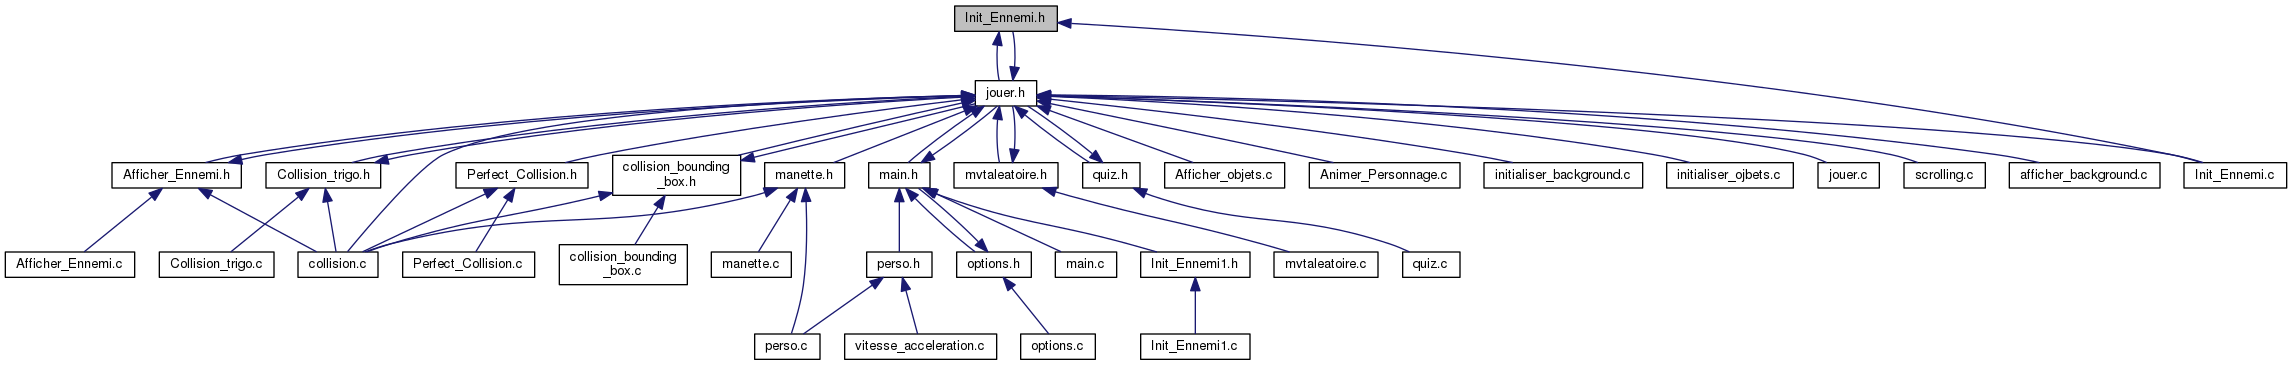 Init_Ennemi.h
jouer.h
Afficher_Ennemi.h
Collision_trigo.h
Perfect_Collision.h
collision_bounding
_box.h
manette.h
main.h
mvtaleatoire.h
quiz.h
Afficher_objets.c
Animer_Personnage.c
initialiser_background.c
initialiser_ojbets.c
jouer.c
scrolling.c
afficher_background.c
Init_Ennemi.c
Afficher_Ennemi.c
Collision_trigo.c
collision.c
Perfect_Collision.c
collision_bounding
_box.c
manette.c
perso.h
options.h
main.c
Init_Ennemi1.h
mvtaleatoire.c
quiz.c
perso.c
vitesse_acceleration.c
options.c
Init_Ennemi1.c